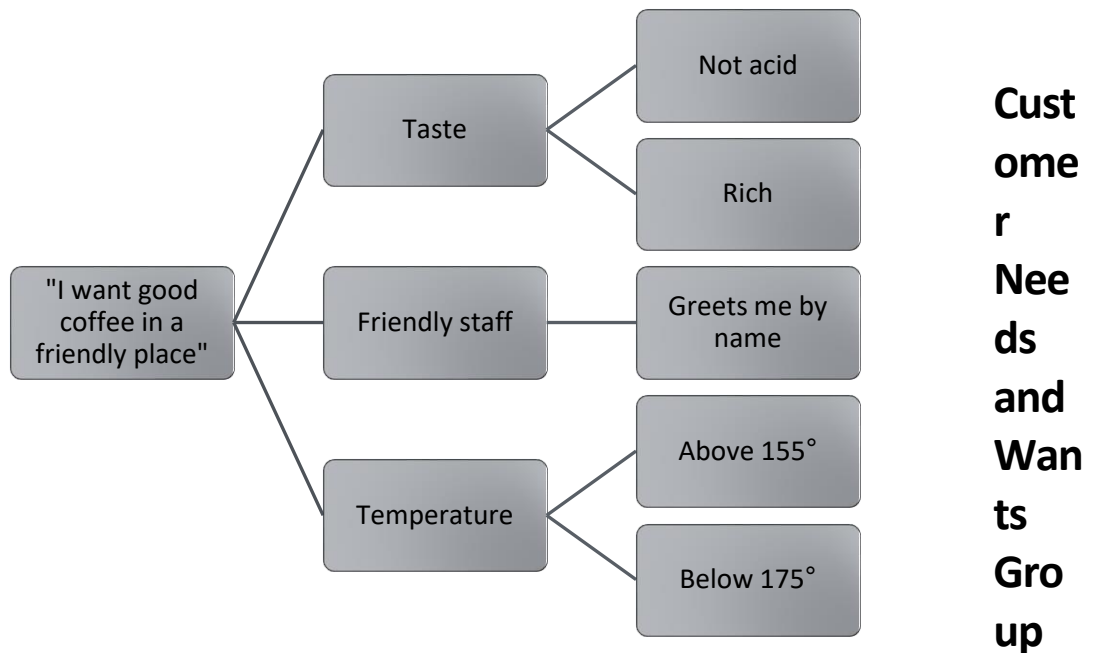 "I want good
coffee in a
friendly place"
Taste
Not acid
Rich
Friendly staff
Greets me by
name
Temperature
Above 155°
Below 175°
Cust
ome
r
Nee
ds
and
Wan
ts
Gro
up